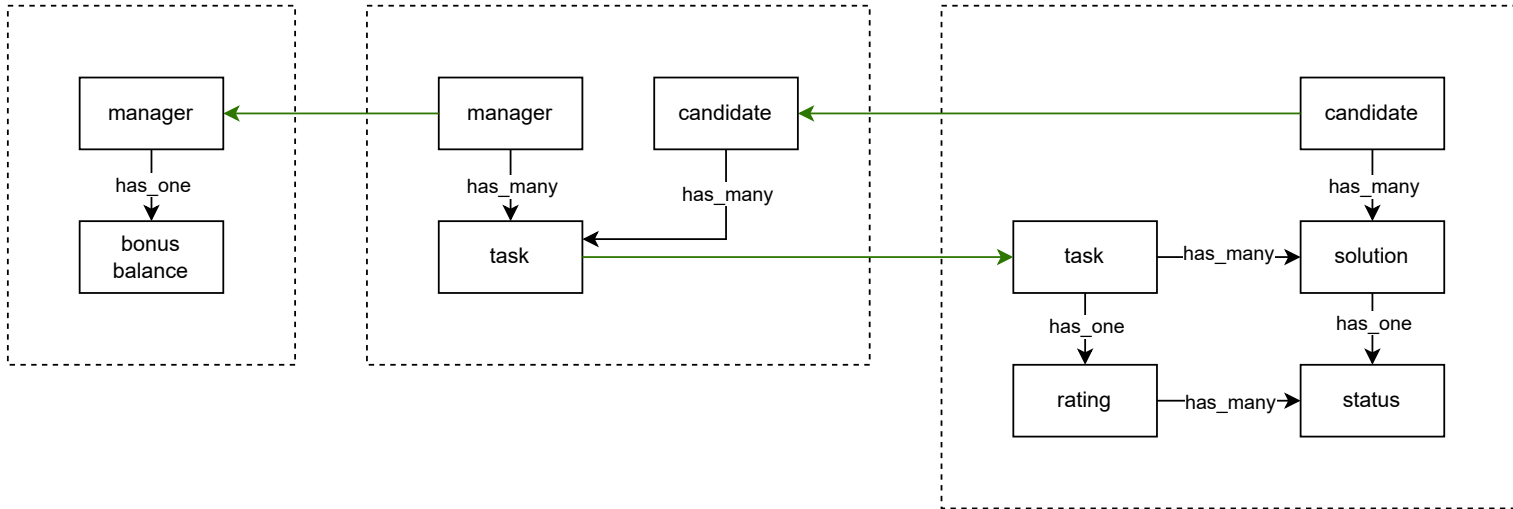 manager
manager
candidate
candidate
has_one
has_many
has_many
has_many
bonus
balance
task
task
has_many
solution
has_one
has_one
rating
has_many
status